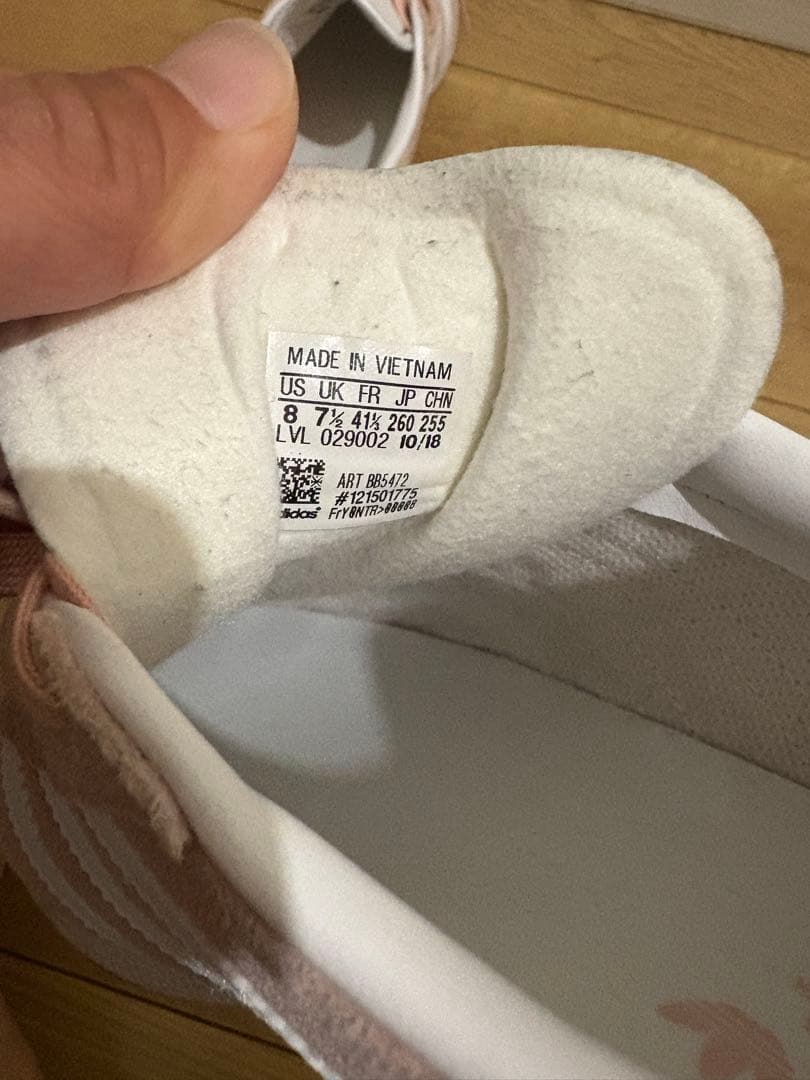 MADE IN VIETNAM
US UK FR JP CHN
8 7½ 41⅓ 260 255
LVL 029002 10/18
ART BB5472
#121501775
adidas